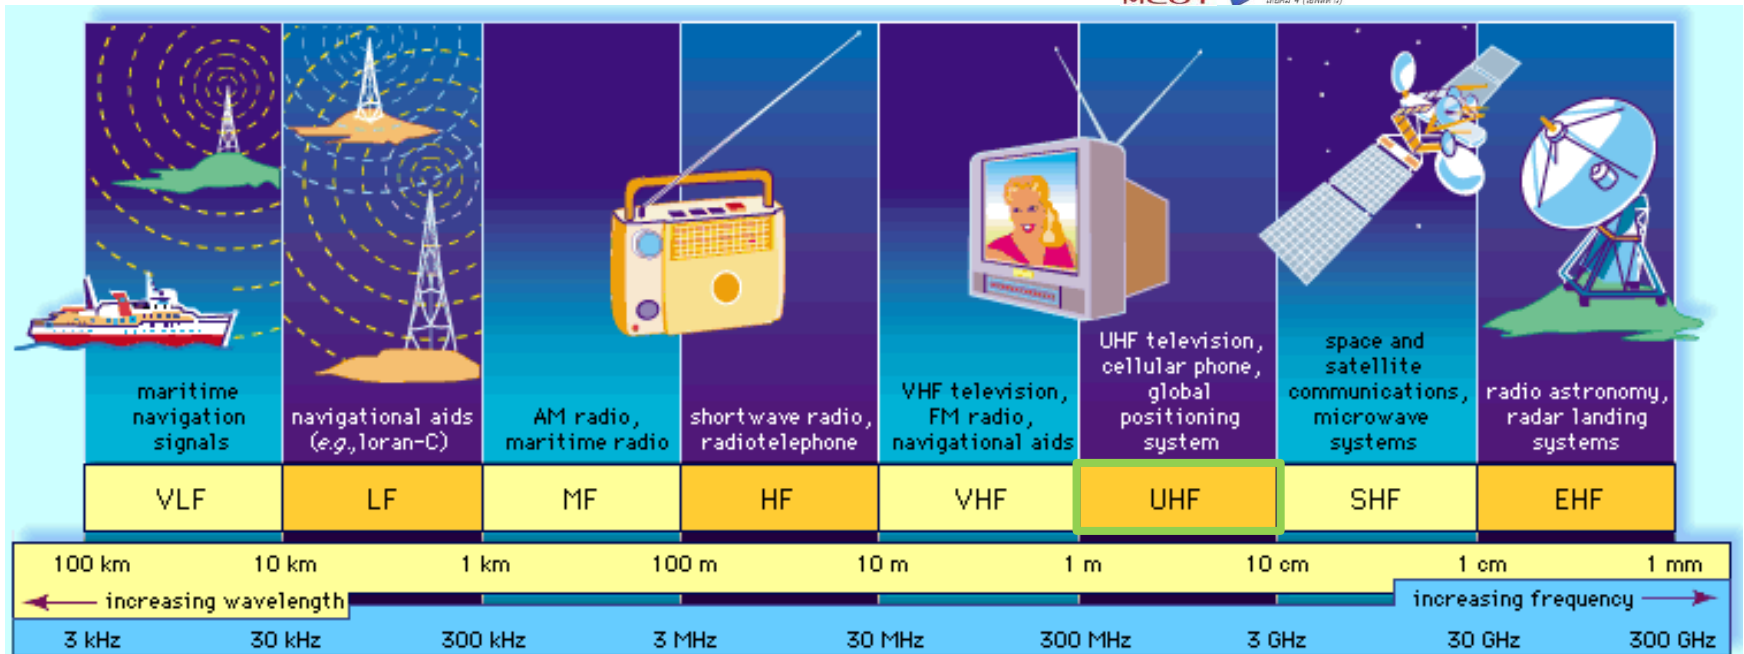 maritime
navigation
signals
navigational aids
(e.g.,loran-C)
AM radio,
maritime radio
shortwave radio,
radiotelephone
VHF television,
FM radio,
navigational aids
UHF television,
cellular phone,
global
positioning
system
space and
satellite
communications,
microwave
systems
radio astronomy,
radar landing
systems
VLF LF MF HF VHF UHF SHF EHF
100 km 10 km 1 km 100 m 10 m 1 m 10 cm 1 cm 1 mm
increasing wavelength increasing frequency
3 kHz 30 kHz 300 kHz 3 MHz 30 MHz 300 MHz 3 GHz 30 GHz 300 GHz